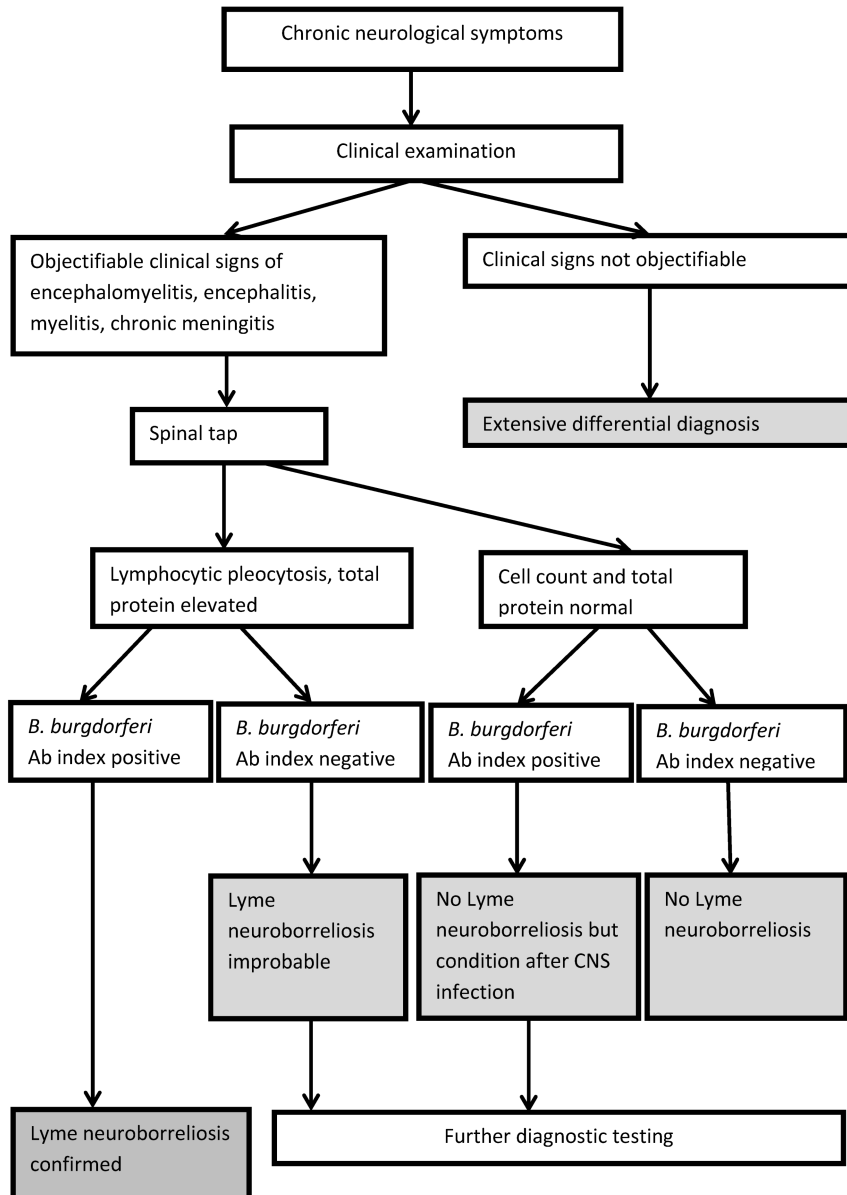 Chronic neurological symptoms
Clinical examination
Objectifiable clinical signs of
encephalomyelitis, encephalitis,
myelitis, chronic meningitis
Clinical signs not objectifiable
Extensive differential diagnosis
Spinal tap
Lymphocytic pleocytosis, total
protein elevated
Cell count and total
protein normal
B. burgdorferi
Ab index positive
B. burgdorferi
Ab index negative
B. burgdorferi
Ab index positive
B. burgdorferi
Ab index negative
Lyme
neuroborreliosis
improbable
No Lyme
neuroborreliosis but
condition after CNS
infection
No Lyme
neuroborreliosis
Lyme neuroborreliosis
confirmed
Further diagnostic testing